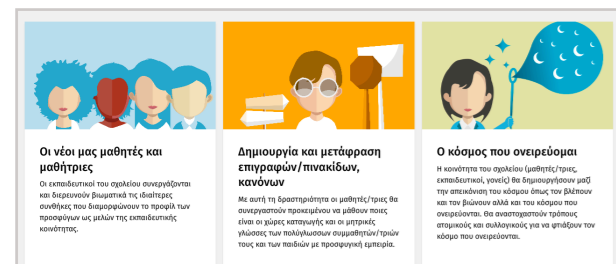 Οι νέοι μας μαθητές και
μαθήτριες
Οι εκπαιδευτικοί του σχολείου συνεργάζονται
και διερευνούν βιωματικά τις ιδιαίτερες
συνθήκες που διαμορφώνουν το προφίλ των
προσφύγων ως μελών της εκπαιδευτικής
κοινότητας.
Δημιουργία και μετάφραση
επιγραφών/πινακίδων,
κανόνων
Με αυτή τη δραστηριότητα οι μαθητές/τριες θα
συνεργαστούν προκειμένου να μάθουν ποιες
είναι οι χώρες καταγωγής και οι μητρικές
γλώσσες των πολύγλωσσων συμμαθητών/τριών
τους και των παιδιών με προσφυγική εμπειρία.
Ο κόσμος που ονειρεύομαι
Η κοινότητα του σχολείου (μαθητές/τριες,
εκπαιδευτικοί, γονείς) θα δημιουργήσουν μαζί
την απεικόνιση του κόσμου όπως τον βλέπουν
και τον βιώνουν αλλά και του κόσμου που
ονειρεύονται. Θα αναστοχαστούν τρόπους
ατομικούς και συλλογικούς για να φτιάξουν τον
κόσμο που ονειρεύονται.